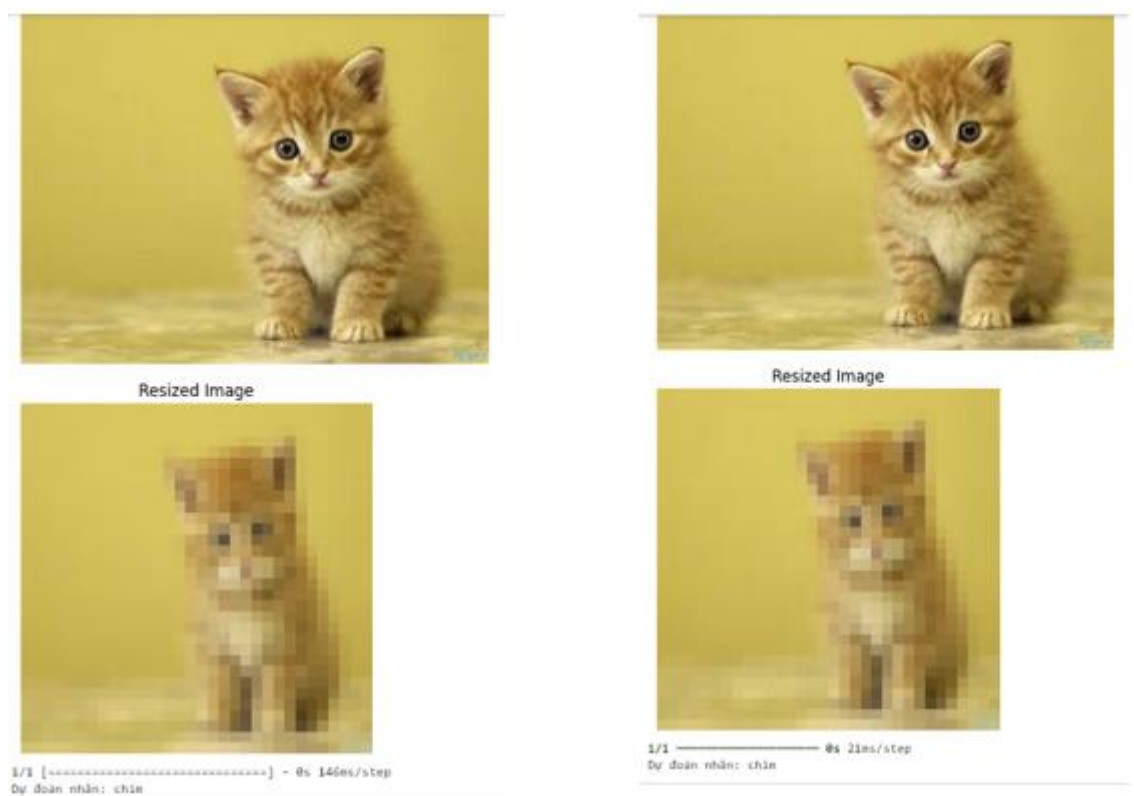 Resized Image
1/1 [==============================] - 0s 146ms/step
Dự đoán nhãn: chim
Resized Image
1/1 ━━━━━━━━━━━━━━━━━━━━ 0s 21ms/step
Dự đoán nhãn: chim